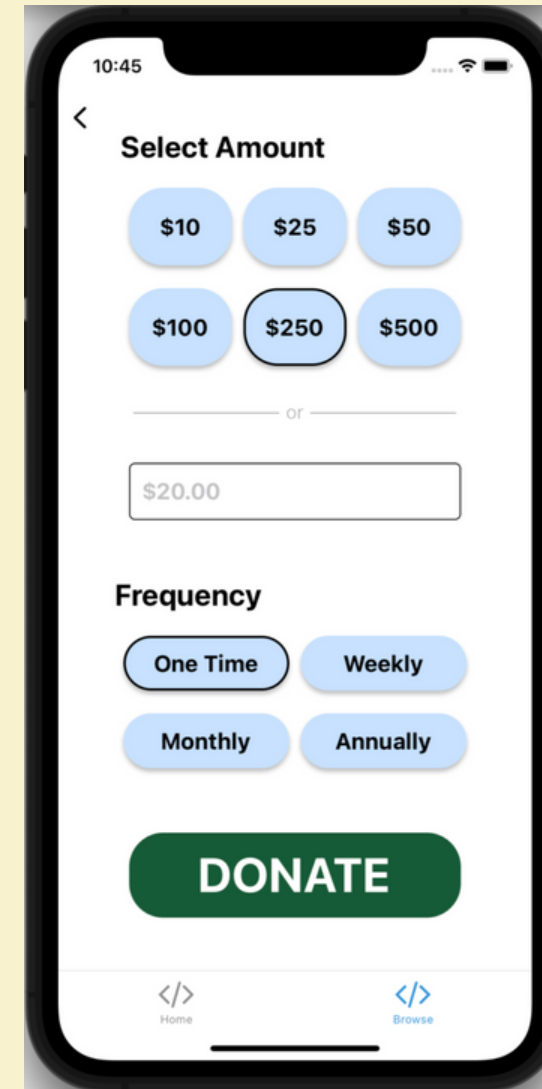 10:45
Select Amount
$10 $25 $50
$100 $250 $500
or
$20.00
Frequency
One Time Weekly
Monthly Annually
DONATE
</> </>
Home Browse